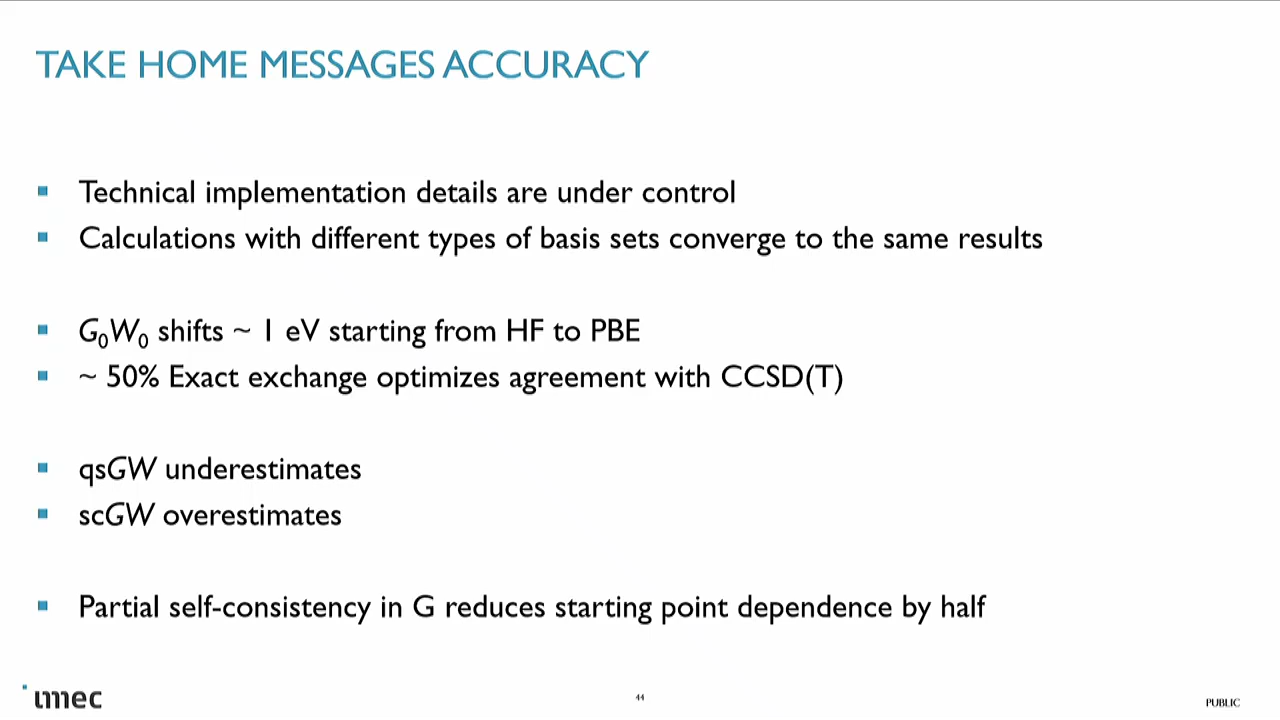 TAKE HOME MESSAGES ACCURACY
Technical implementation details are under control
Calculations with different types of basis sets converge to the same results
G₀W₀ shifts ~ 1 eV starting from HF to PBE
~ 50% Exact exchange optimizes agreement with CCSD(T)
qsGW underestimates
scGW overestimates
Partial self-consistency in G reduces starting point dependence by half
imec
44
PUBLIC